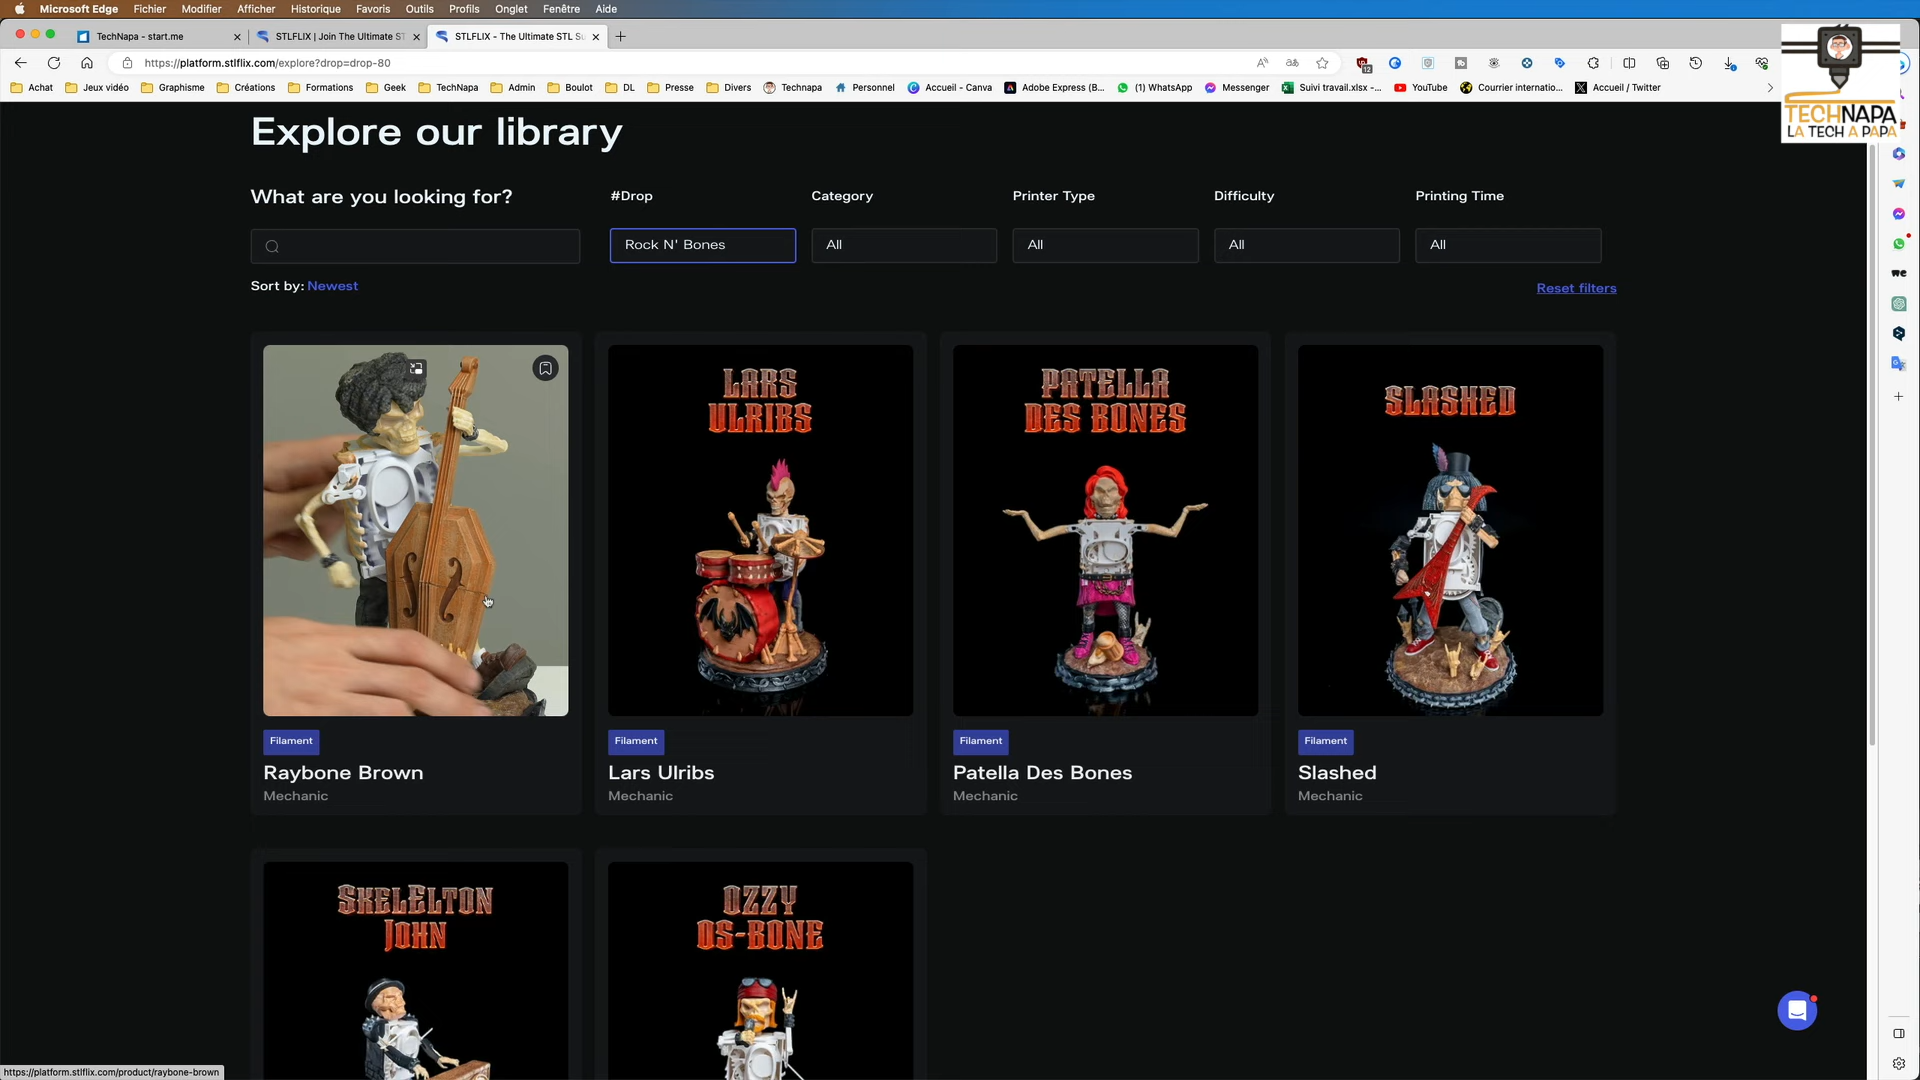 Microsoft Edge Fichier Modifier Afficher Historique Favoris Outils Profils Onglet Fenêtre Aide
TechNapa - start.me
STLFLIX | Join The Ultimate ST
STLFLIX - The Ultimate STL Su
https://platform.stlflix.com/explore?drop=drop-80
Achat Jeux vidéo Graphisme Créations Formations Geek TechNapa Admin Boulot DL Presse Divers Technapa Personnel Accueil - Canva Adobe Express (B... (1) WhatsApp Messenger Suivi travail.xlsx -... YouTube Courrier internatio... Accueil / Twitter
12
TECHNAPA
LA TECH A PAPA
Explore our library
What are you looking for?
#Drop Category Printer Type Difficulty Printing Time
Rock N' Bones All All All All
Sort by: Newest
Reset filters
LARS
ULRIBS
PATELLA
DES BONES
SLASHED
Filament
Raybone Brown
Mechanic
Filament
Lars Ulribs
Mechanic
Filament
Patella Des Bones
Mechanic
Filament
Slashed
Mechanic
SKELELTON
JOHN
OZZY
OS-BONE
https://platform.stlflix.com/product/raybone-brown